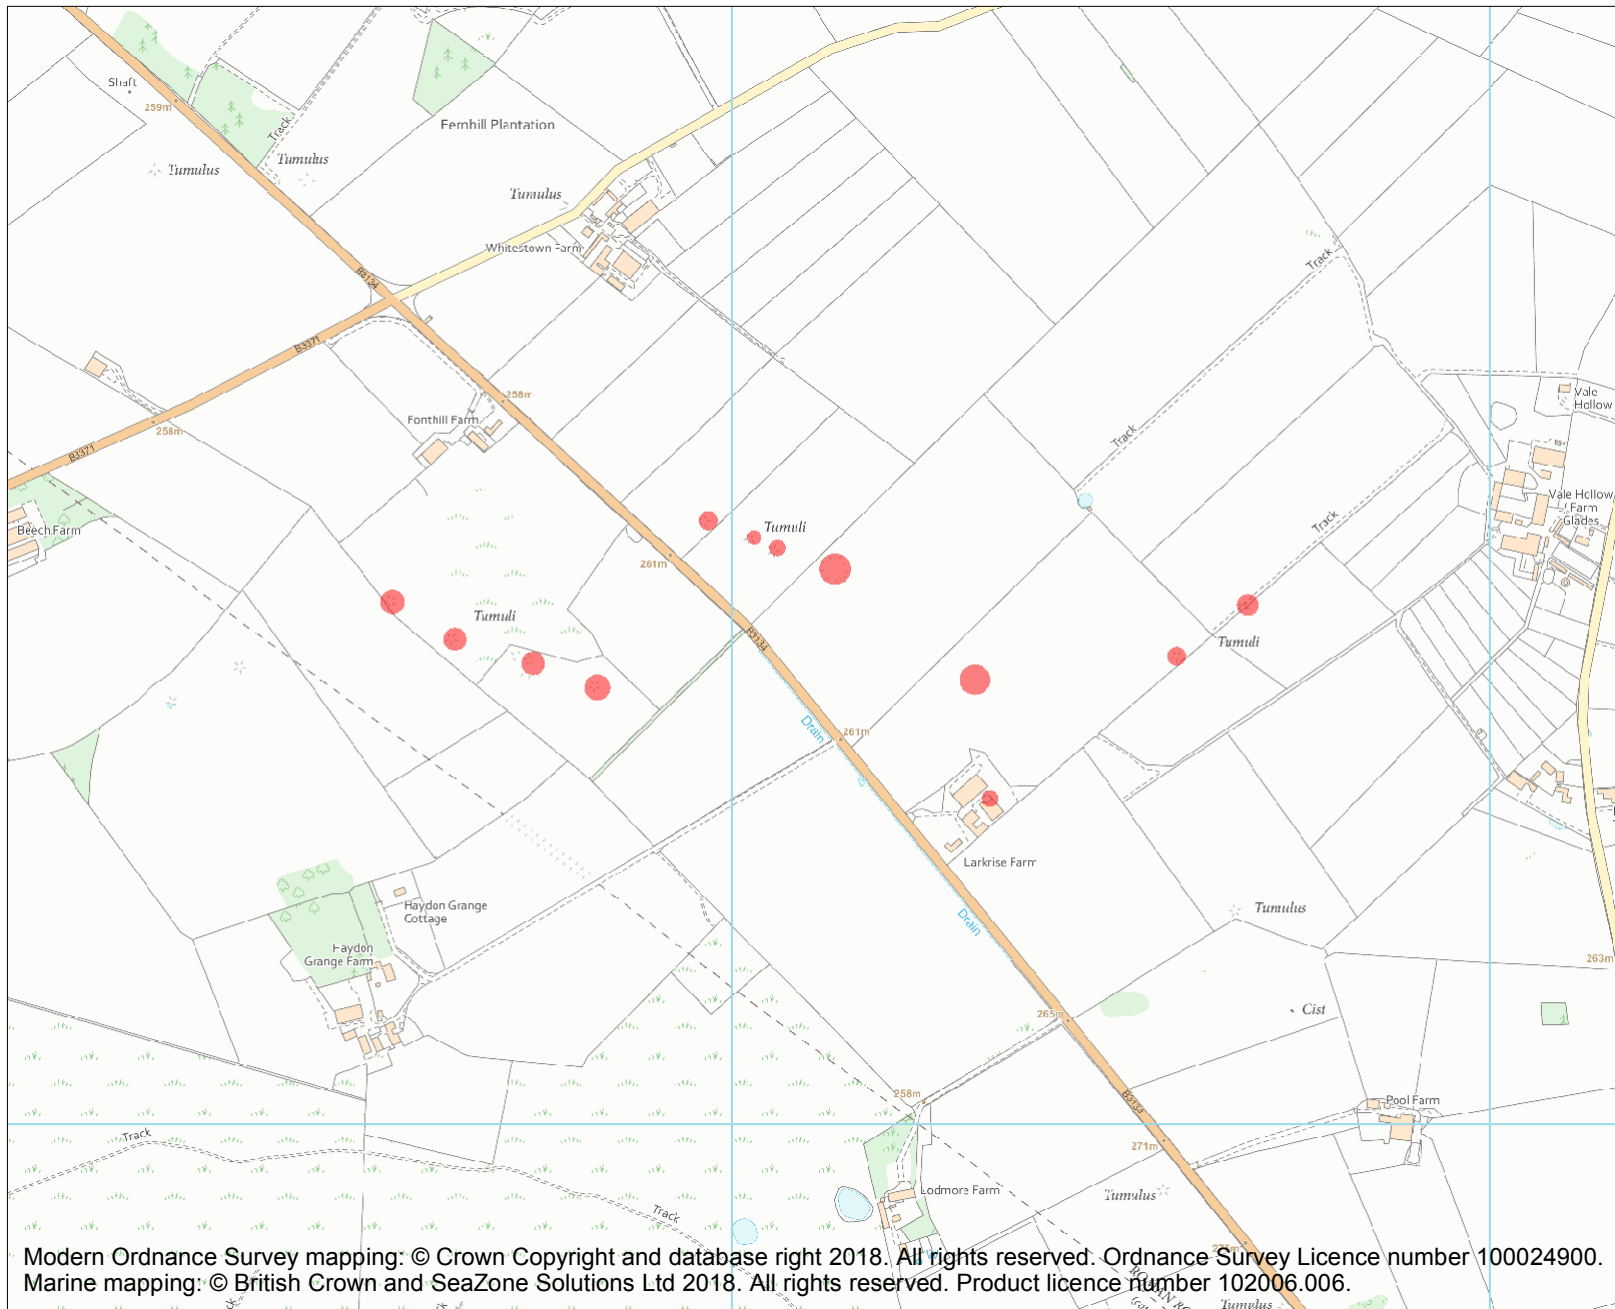 Shaft
259m
Track
Fernhill Plantation
Tumulus
Tumulus
Tumulus
Whitestown Farm
Track
B3134
B3371
258m
Vale
Hollow
Fonthill Farm
258m
Track
B3371
Vale Hollow
Farm
Glades
Beech Farm
Tumuli
Track
261m
Tumuli
B3134
Tumuli
Drain
261m
Larkrise Farm
Haydon Grange
Cottage
Tumulus
Drain
Haydon
Grange Farm
263m
265m
Cist
258m
B3134
Pool Farm
Track
271m
Lodmore Farm
Tumulus
Track
W
Modern Ordnance Survey mapping: © Crown Copyright and database right 2018. All rights reserved. Ordnance Survey Licence number 100024900.
Marine mapping: © British Crown and SeaZone Solutions Ltd 2018. All rights reserved. Product licence number 102006.006.
Tumulus